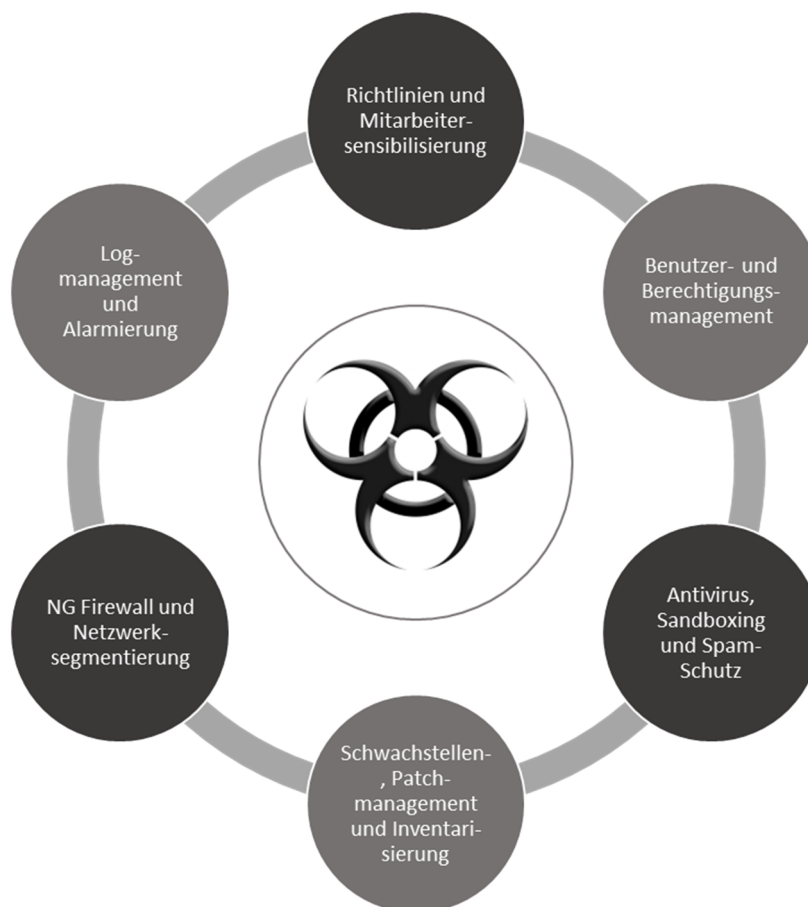 Richtlinien und
Mitarbeiter-
sensibilisierung
Benutzer- und
Berechtigungs-
management
Antivirus,
Sandboxing
und Spam-
Schutz
Schwachstellen-
, Patch-
management
und Inventari-
sierung
NG Firewall und
Netzwerk-
segmentierung
Log-
management
und
Alarmierung